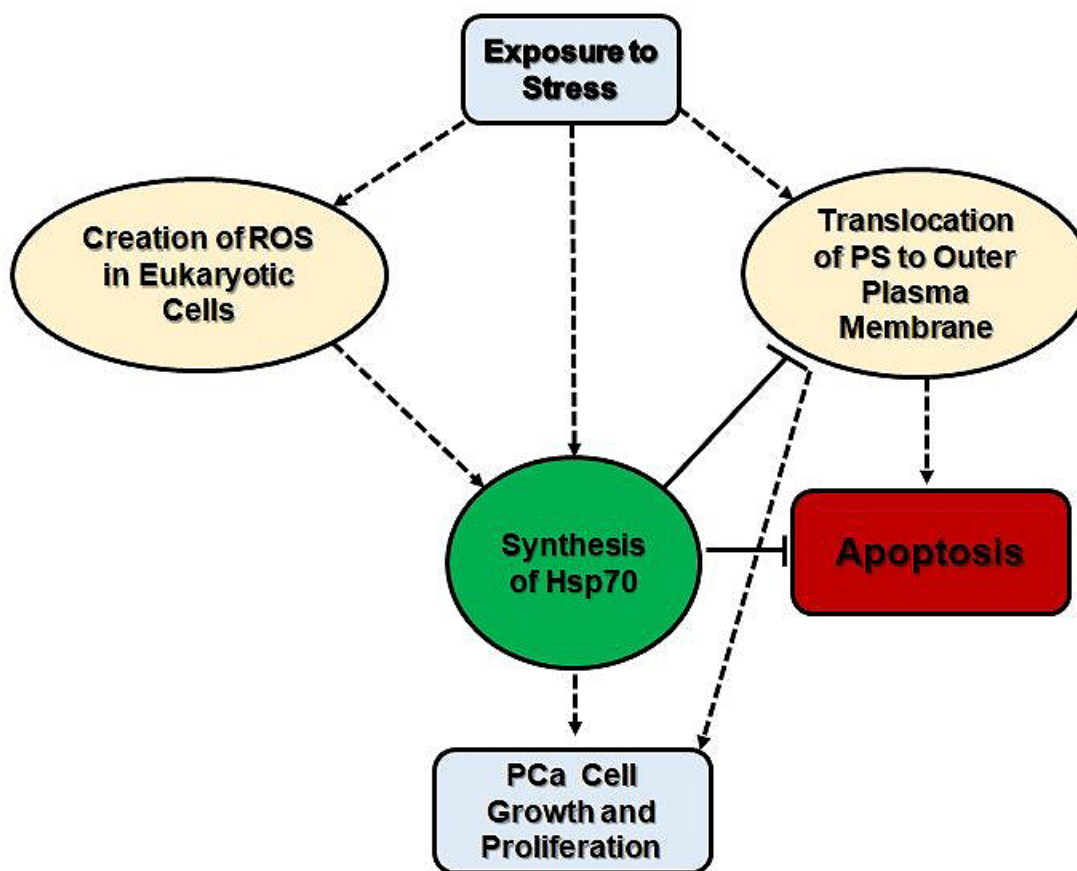 Exposure to
Stress
Creation of ROS
in Eukaryotic
Cells
Translocation
of PS to Outer
Plasma
Membrane
Synthesis
of Hsp70
Apoptosis
PCa Cell
Growth and
Proliferation